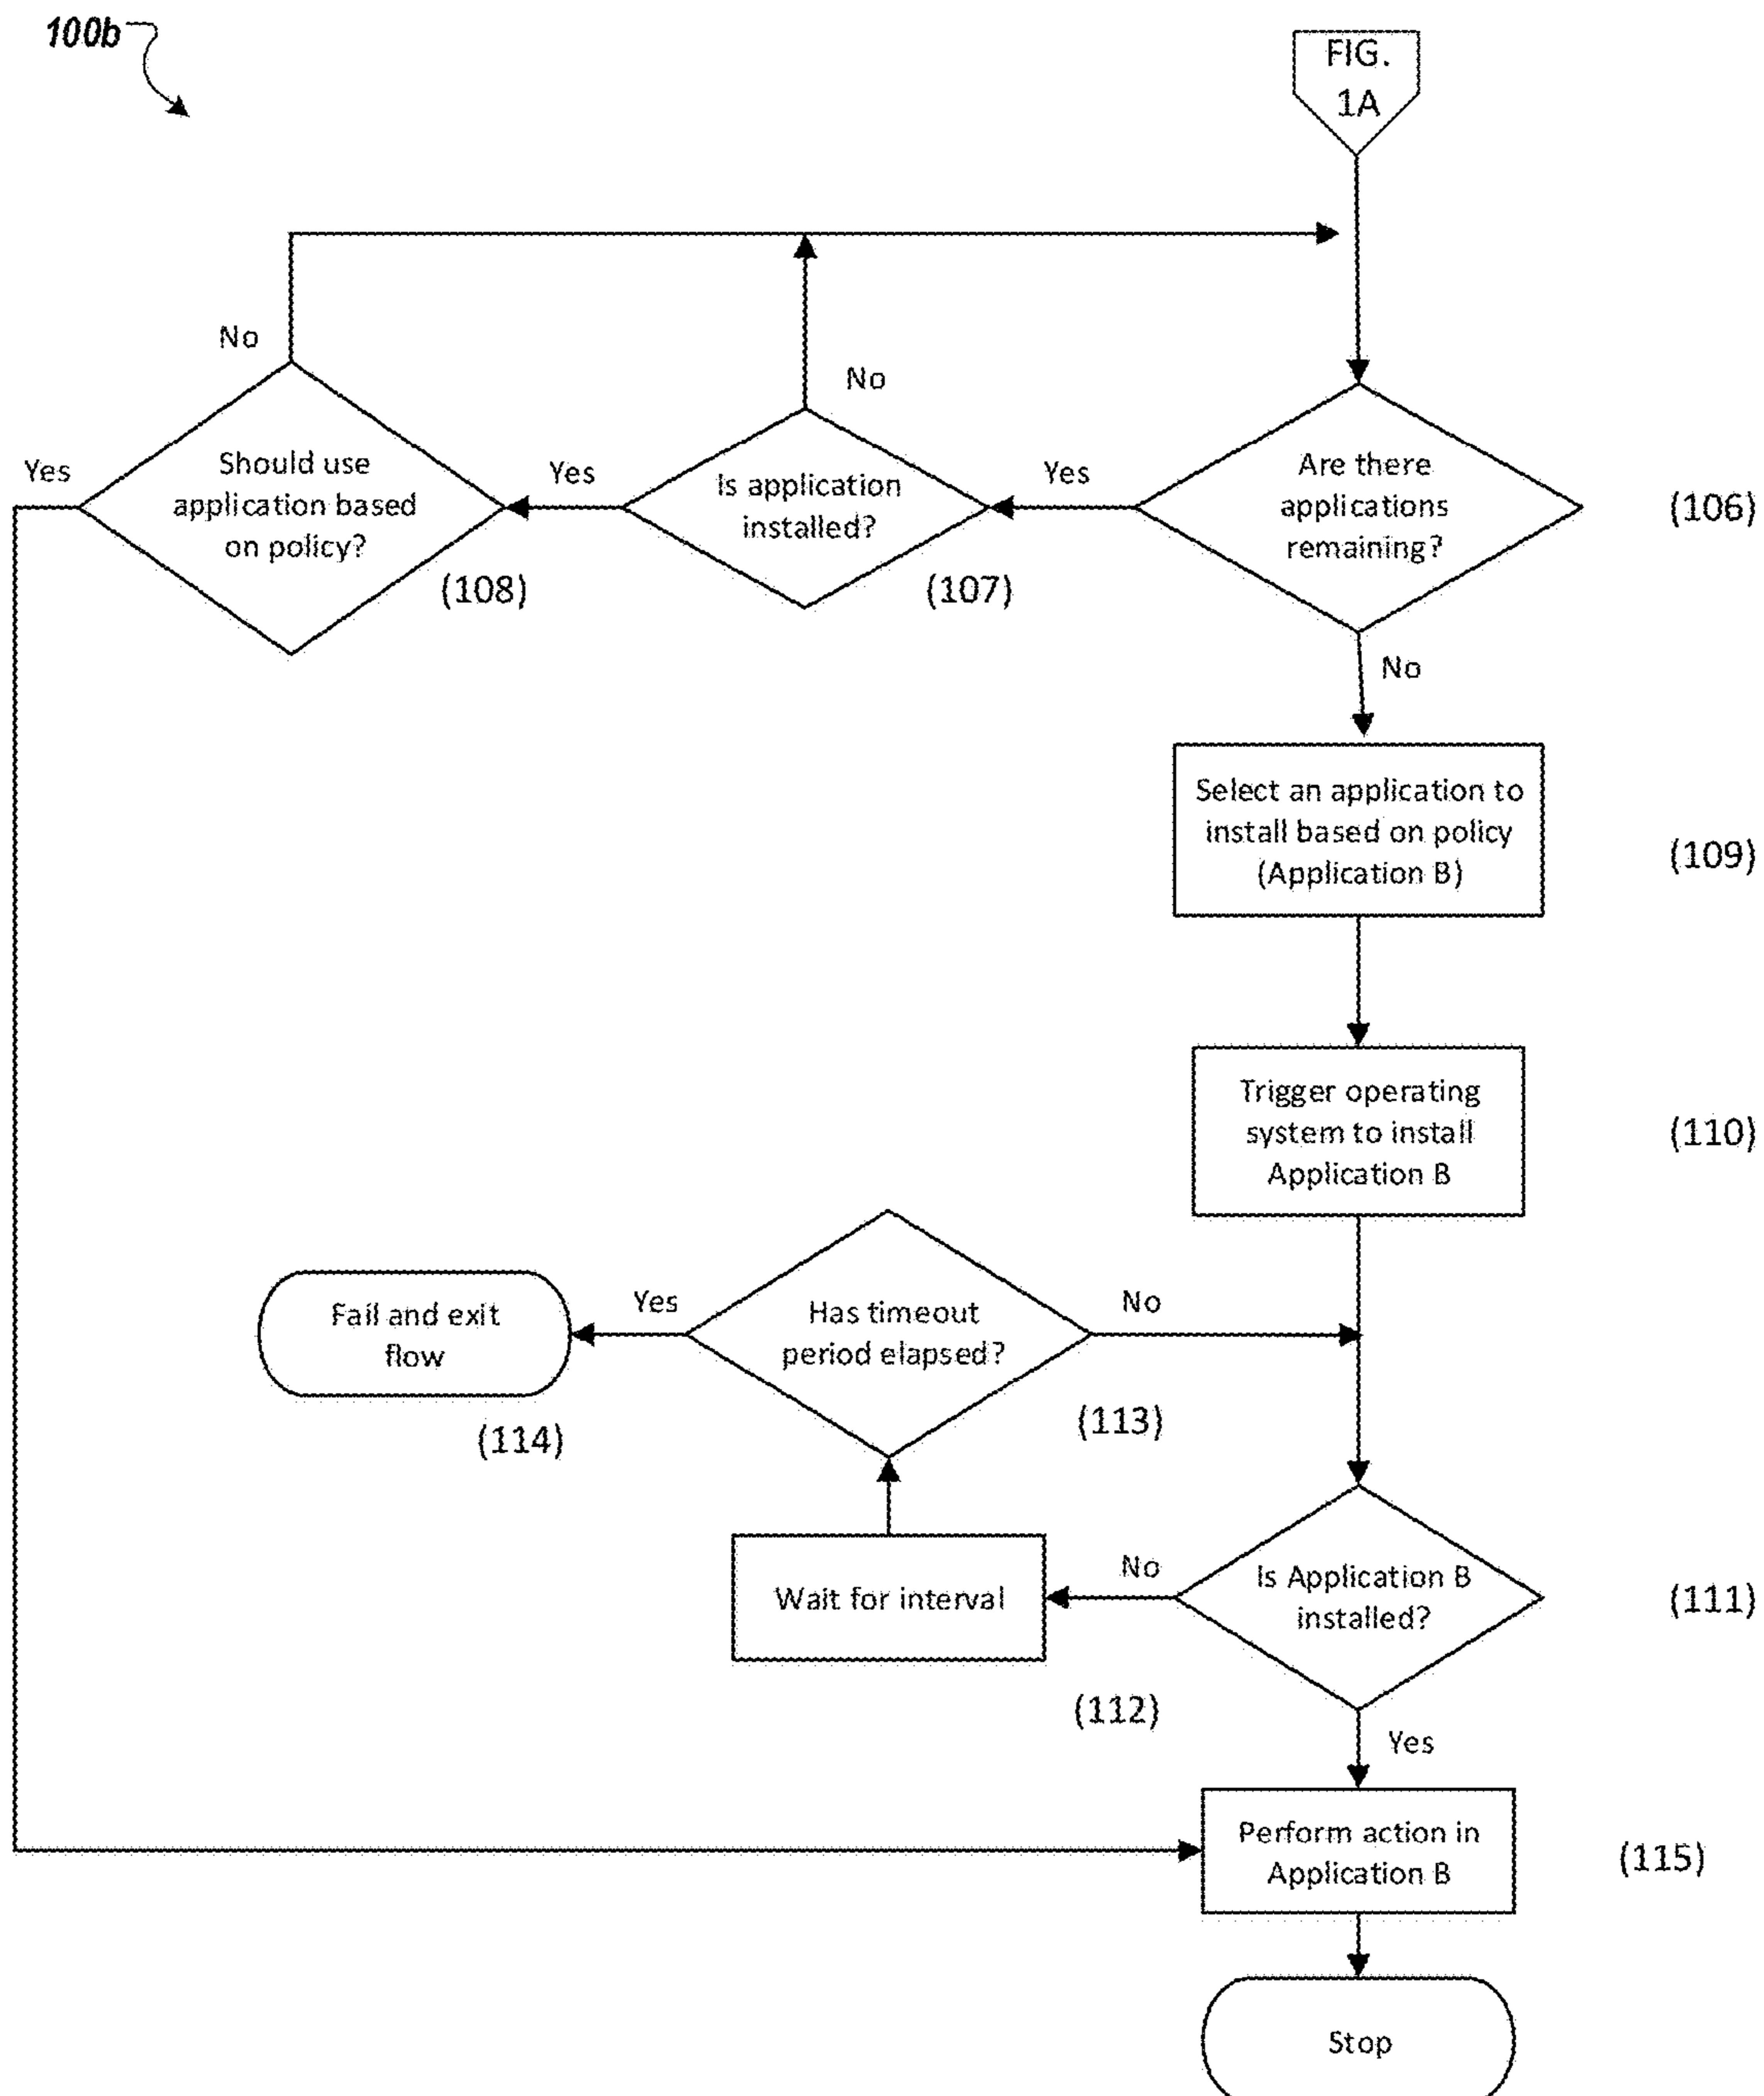 100b
FIG.
1A
No
No
Yes
Should use
application based
on policy?
(108)
Yes
Is application
installed?
(107)
Yes
Are there
applications
remaining?
(106)
No
Select an application to
install based on policy
(Application B)
(109)
Trigger operating
system to install
Application B
(110)
Fail and exit
flow
(114)
Yes
Has timeout
period elapsed?
(113)
No
Wait for interval
(112)
No
Is Application B
installed?
(111)
Yes
Perform action in
Application B
(115)
Stop